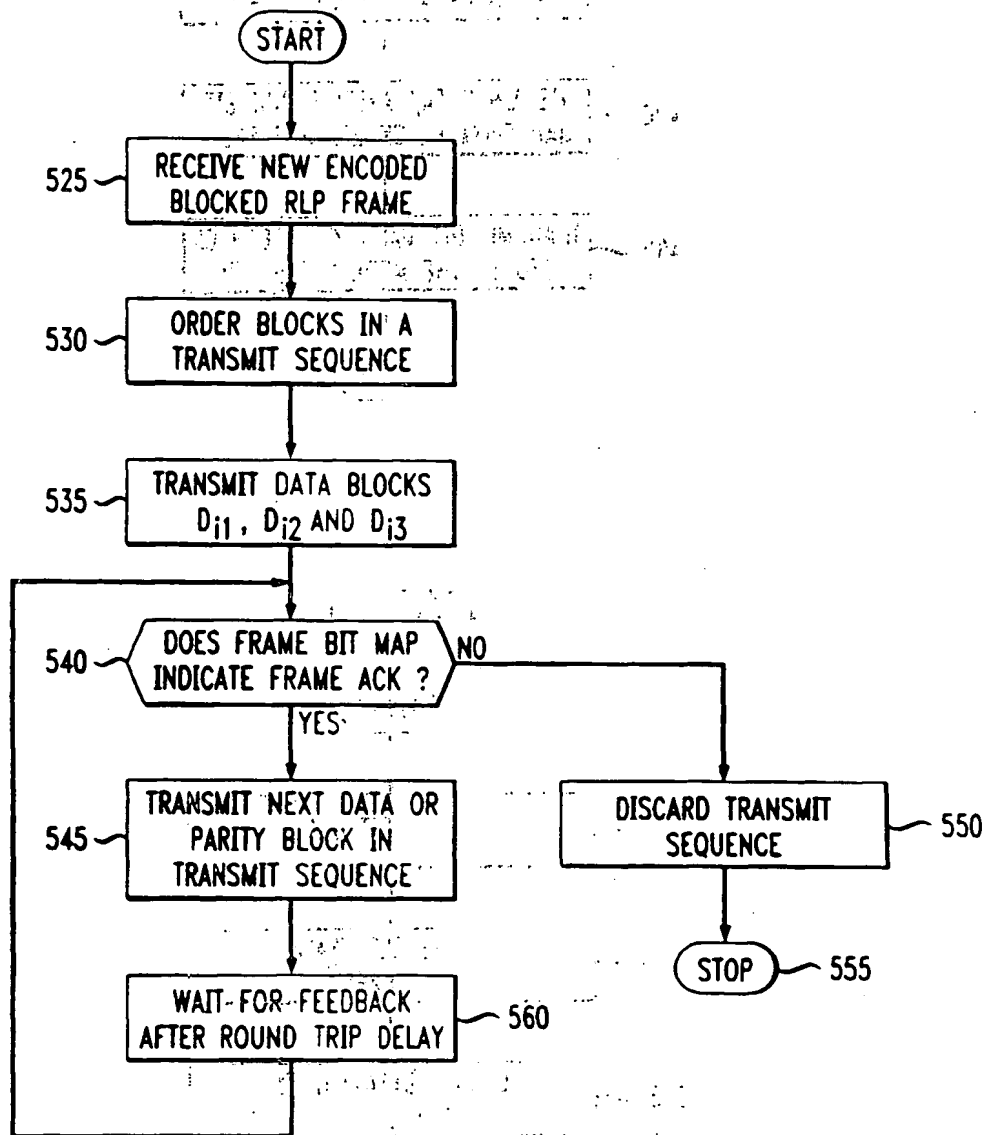 START
525
RECEIVE NEW ENCODED
BLOCKED RLP FRAME
530
ORDER BLOCKS IN A
TRANSMIT SEQUENCE
535
TRANSMIT DATA BLOCKS
Di1, Di2 AND Di3
540
DOES FRAME BIT MAP
INDICATE FRAME ACK ?
NO
YES
545
TRANSMIT NEXT DATA OR
PARITY BLOCK IN
TRANSMIT SEQUENCE
DISCARD TRANSMIT
SEQUENCE
550
STOP
555
WAIT-FOR-FEEDBACK
AFTER ROUND TRIP DELAY
560